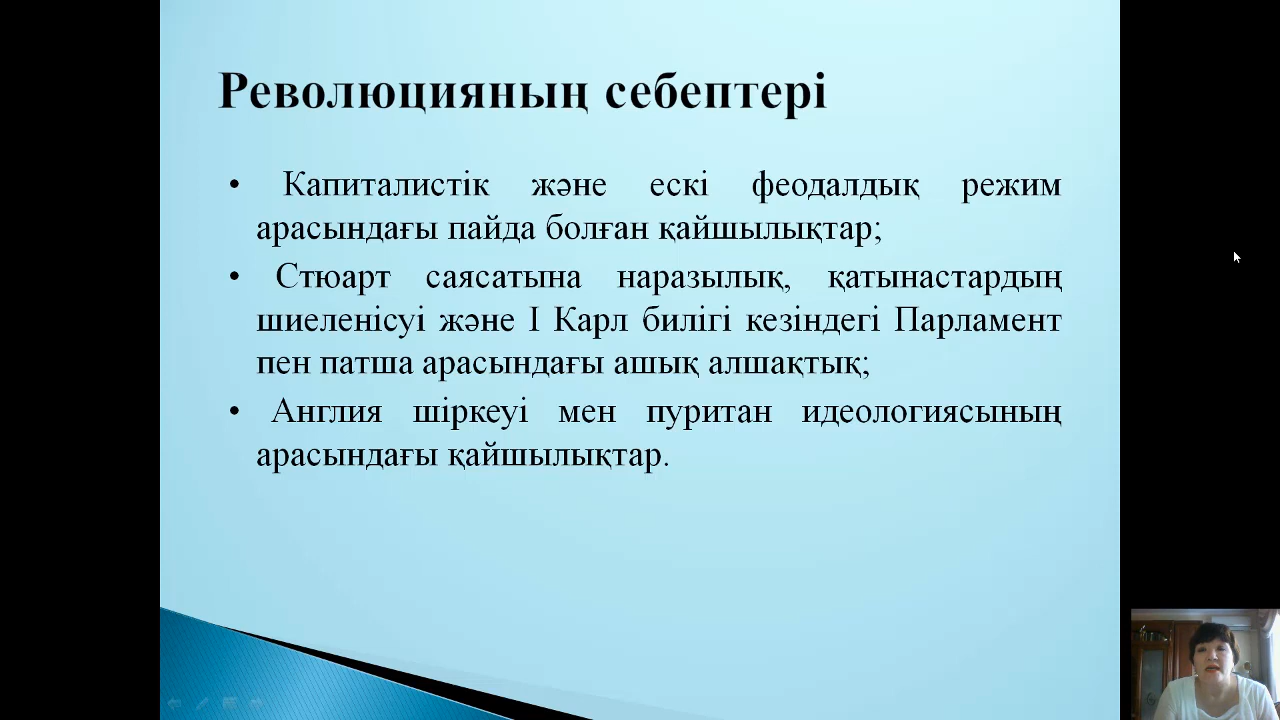 Революцияның себептері
• Капиталистік және ескі феодалдық режим
арасындағы пайда болған қайшылықтар;
• Стюарт саясатына наразылық, қатынастардың
шиеленісуі және І Карл билігі кезіндегі Парламент
пен патша арасындағы ашық алшақтық;
• Англия шіркеуі мен пуритан идеологиясының
арасындағы қайшылықтар.